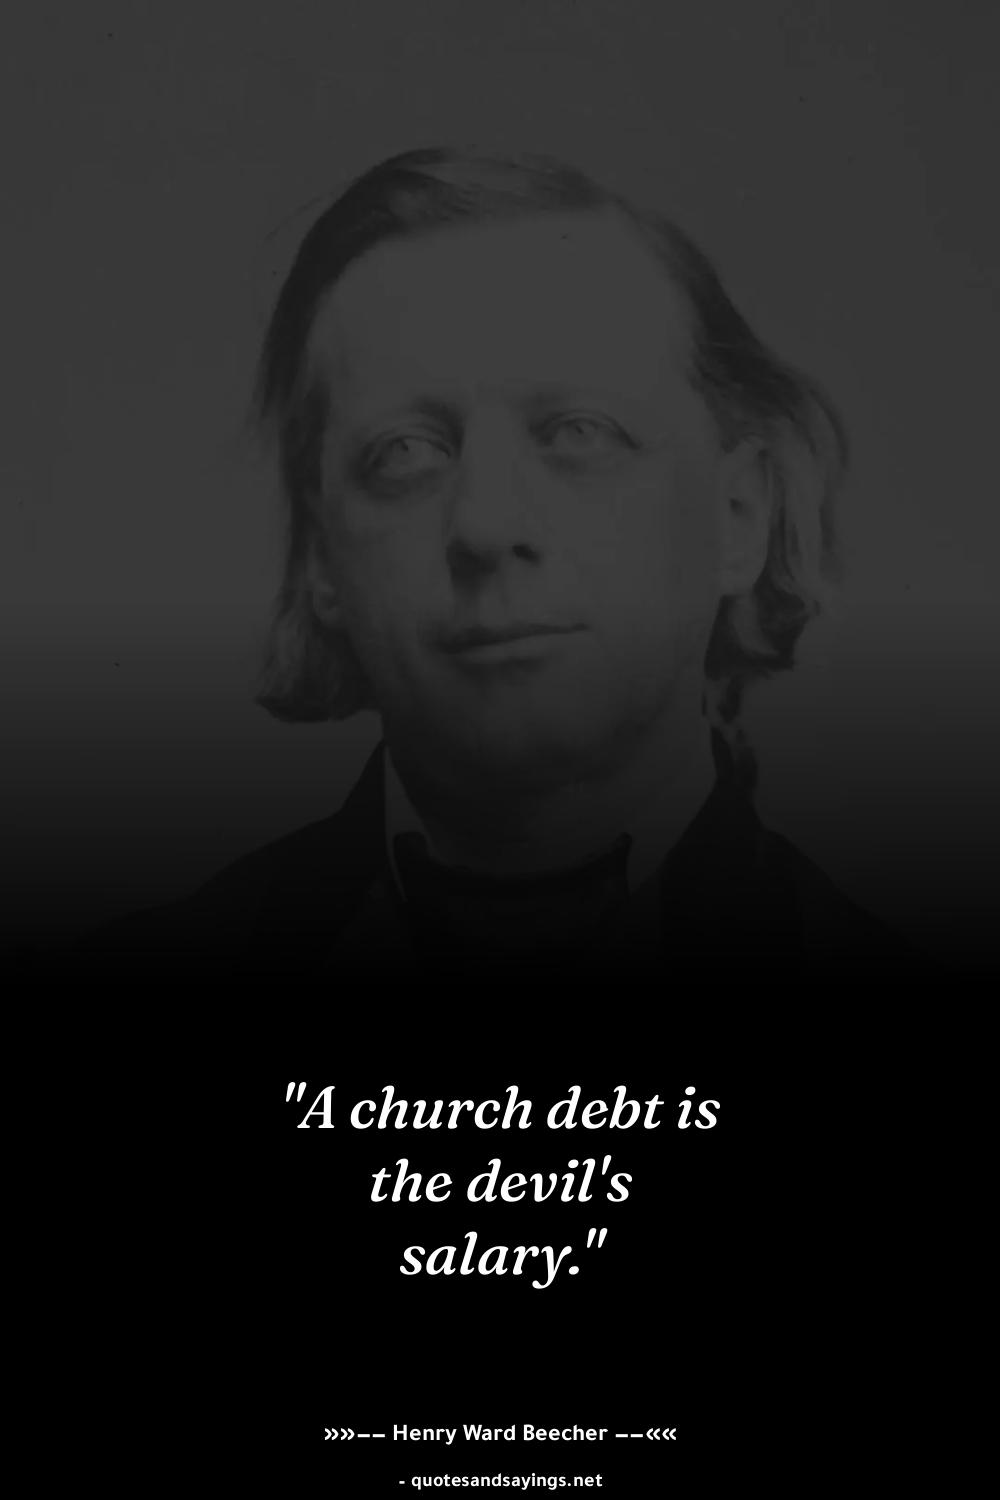 "A church debt is
the devil's
salary."
»»−− Henry Ward Beecher −−««
- quotesandsayings.net